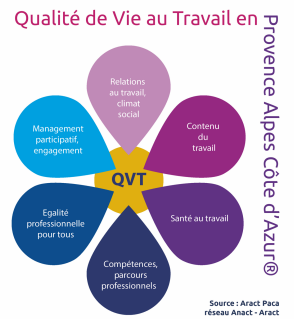 Qualité de Vie au Travail en
Provence Alpes Côte d'Azur®
Relations
au travail,
climat
social
Management
participatif,
engagement
Contenu
du
travail
QVT
Egalité
professionnelle
pour tous
Santé au travail
Compétences,
parcours
professionnels
Source : Aract Paca
réseau Anact - Aract